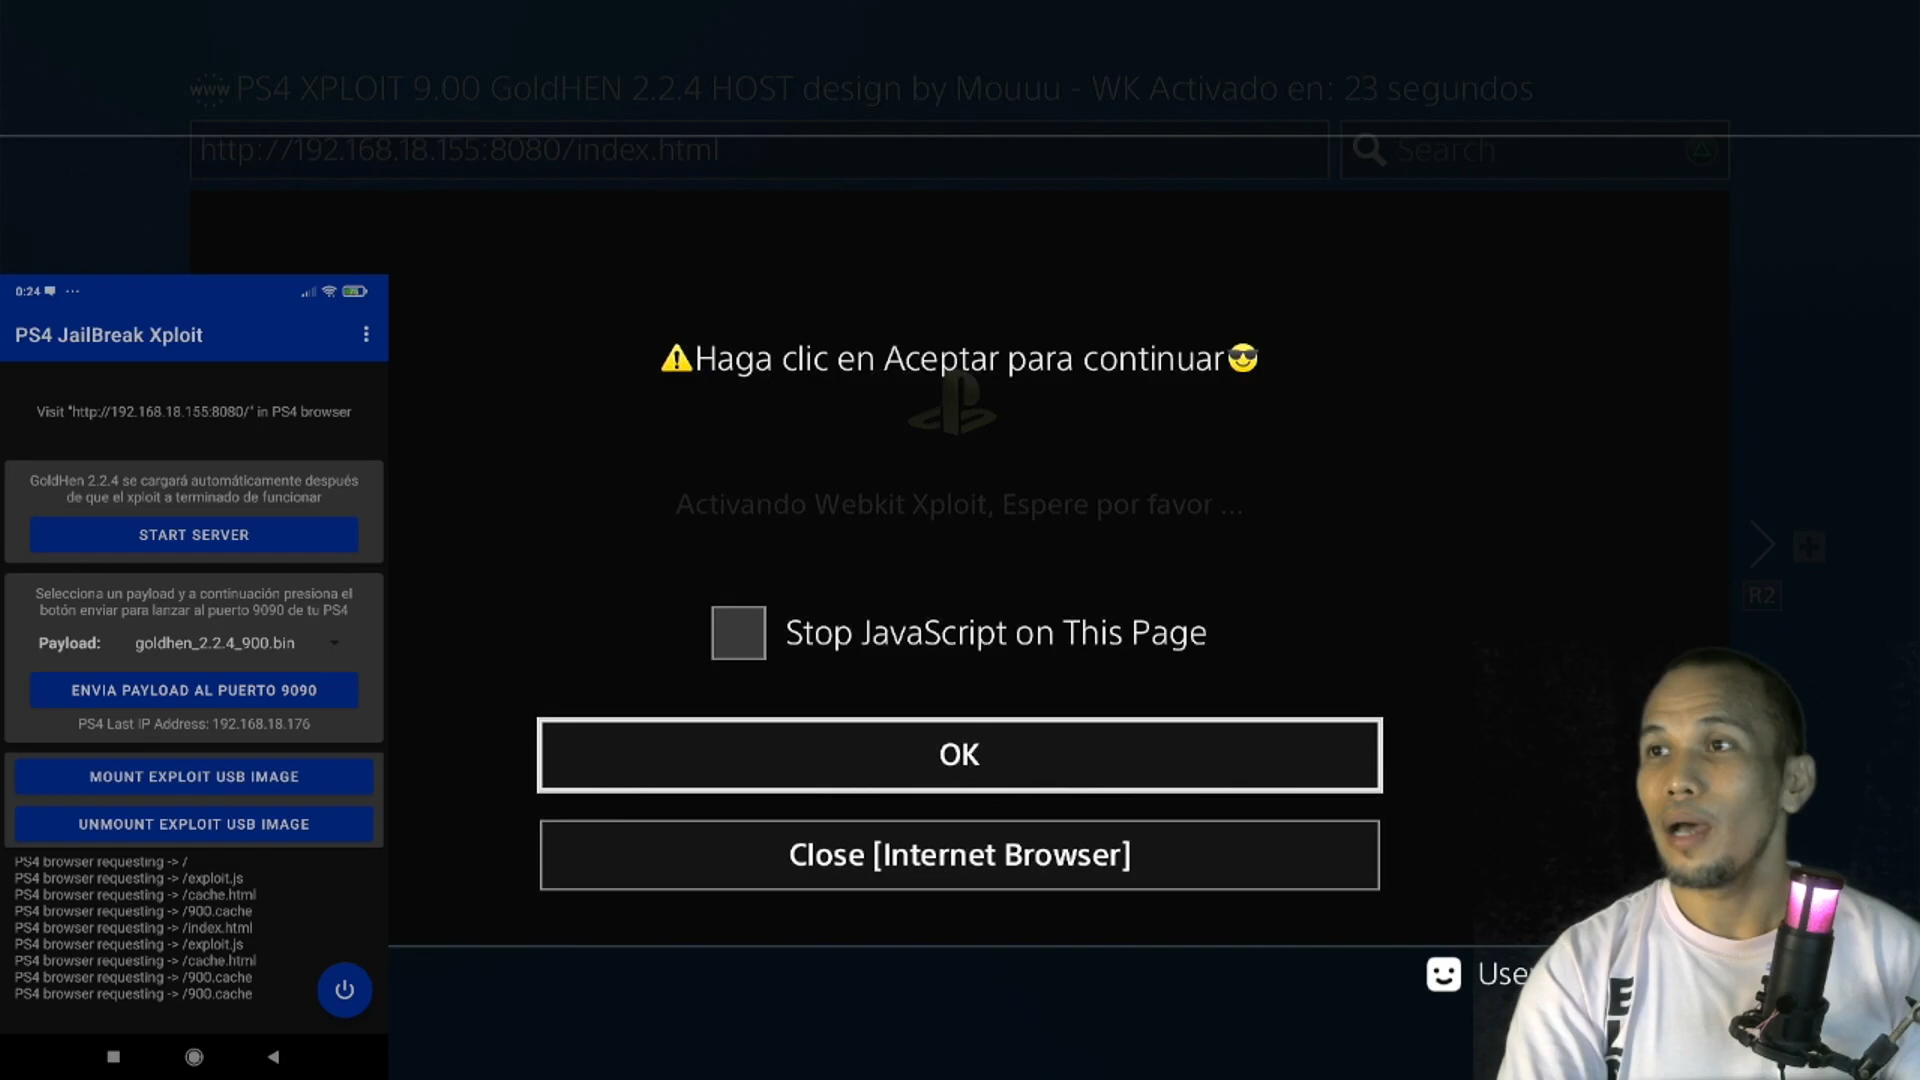 PS4 XPLOIT 9.00 GoldHEN 2.2.4 HOST design by Mouuu - WK Activado en: 23 segundos
www
http://192.168.18.155:8080/index.html
Search
0:24
PS4 JailBreak Xploit
Visit "http://192.168.18.155:8080/" in PS4 browser
GoldHen 2.2.4 se cargará automáticamente después
de que el xploit a terminado de funcionar
START SERVER
Selecciona un payload y a continuación presiona el
botón enviar para lanzar al puerto 9090 de tu PS4
Payload: goldhen_2.2.4_900.bin
ENVIA PAYLOAD AL PUERTO 9090
PS4 Last IP Address: 192.168.18.176
MOUNT EXPLOIT USB IMAGE
UNMOUNT EXPLOIT USB IMAGE
PS4 browser requesting -> /
PS4 browser requesting -> /exploit.js
PS4 browser requesting -> /cache.html
PS4 browser requesting -> /900.cache
PS4 browser requesting -> /index.html
PS4 browser requesting -> /exploit.js
PS4 browser requesting -> /cache.html
PS4 browser requesting -> /900.cache
PS4 browser requesting -> /900.cache
⚠Haga clic en Aceptar para continuar😎
Activando Webkit Xploit, Espere por favor ...
Stop JavaScript on This Page
OK
Close [Internet Browser]
R2
Use